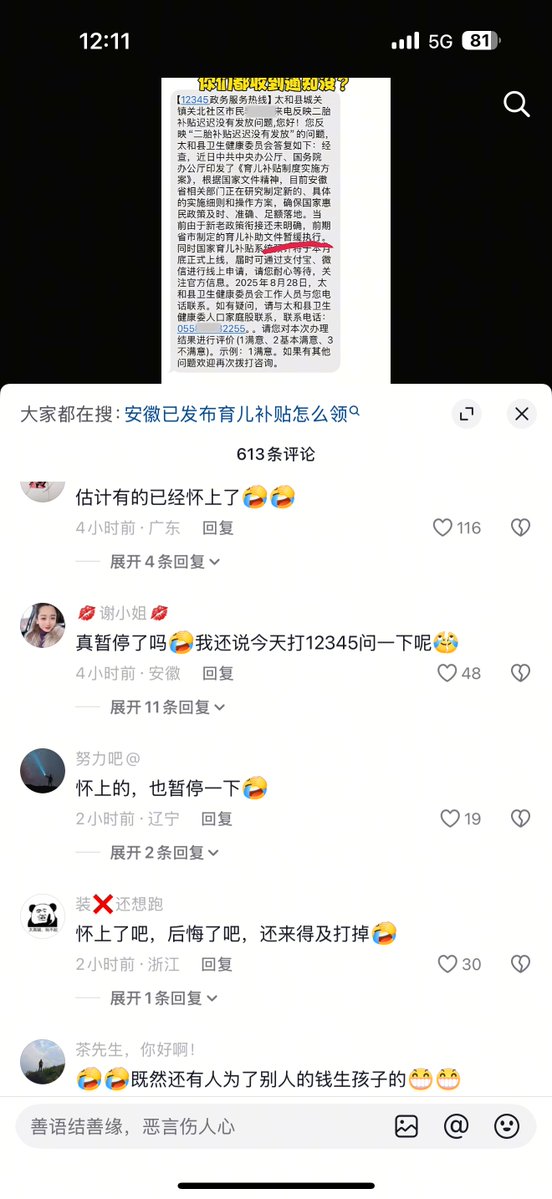 12:11
5G
81
你们都收到通知没?
【12345政务服务热线】太和县城关
镇关北社区市民 来电反映二胎
补贴迟迟没有发放问题,您好!您反
映“二胎补贴迟迟没有发放”的问题,
太和县卫生健康委员会答复如下:经
查,近日中共中央办公厅、国务院
办公厅印发了《育儿补贴制度实施方
案》,根据国家文件精神,目前安徽
省相关部门正在研究制定新的、具体
的实施细则和操作方案,确保国家惠
民政策及时、准确、足额落地。当
前由于新老政策衔接还未明确,前期
省市制定的育儿补助文件暂缓执行。
同时国家育儿补贴系统预计将于本月
底正式上线,届时可通过支付宝、微
信进行线上申请,请您耐心等待,关
注官方信息。2025年8月28日,太
和县卫生健康委员会工作人员与您电
话联系。如有疑问,请与太和县卫生
健康委人口家庭股联系,联系电话:
055 32255。。请您对本次办理
结果进行评价(1满意、2基本满意、3
不满意)。示例:1满意。如果有其他
问题欢迎再次拨打咨询。
大家都在搜:安徽已发布育儿补贴怎么领
613条评论
估计有的已经怀上了🤣🤣
4小时前·广东 回复
116
展开4条回复
💋谢小姐💋
真暂停了吗🤣我还说今天打12345问一下呢😂
4小时前·安徽 回复
48
展开11条回复
努力吧@
怀上的,也暂停一下🤣
2小时前·辽宁 回复
19
展开2条回复
装❌还想跑
怀上了吧,后悔了吧,还来得及打掉🤣
2小时前·浙江 回复
30
展开1条回复
茶先生,你好啊!
🤣🤣既然还有人为了别人的钱生孩子的😁😁
善语结善缘,恶言伤人心